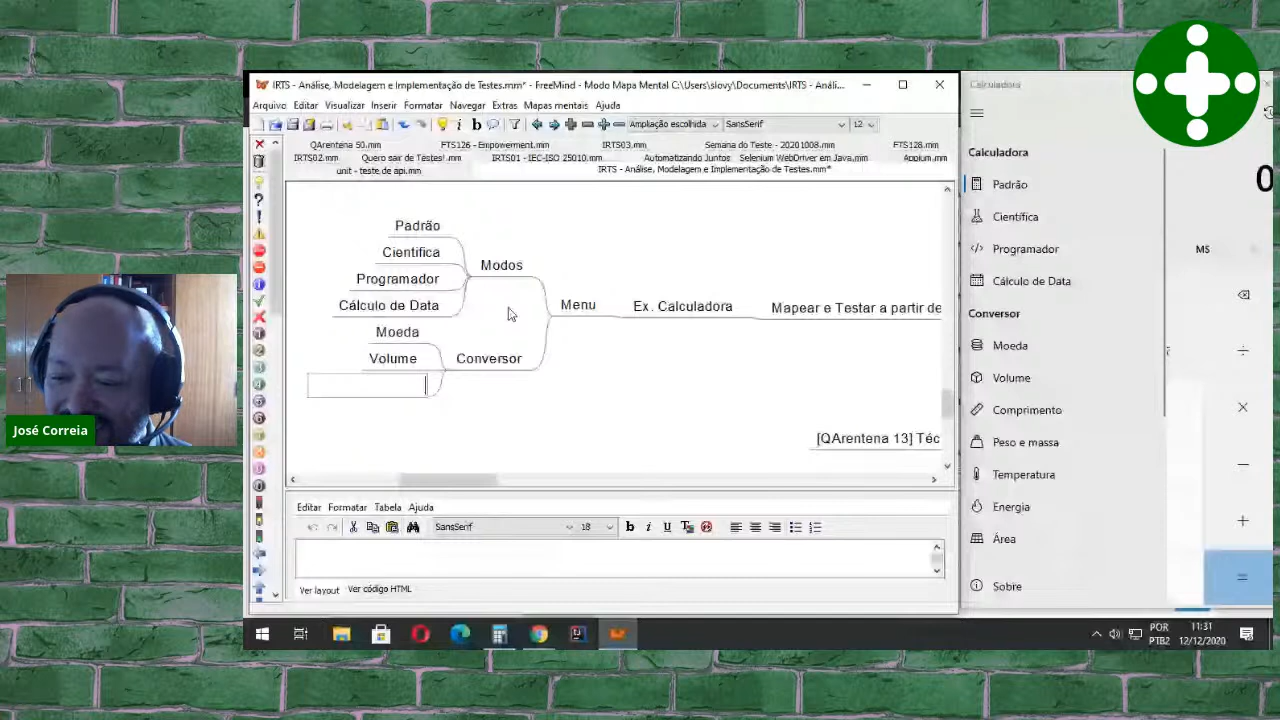 IRTS - Análise, Modelagem e Implementação de Testes.mm* - FreeMind - Modo Mapa Mental C:\Users\slovy\Documents\IRTS - Análi...
Arquivo Editar Visualizar Inserir Formatar Navegar Extras Mapas mentais Ajuda
Ampliação escolhida SansSerif 12
QArentena 50.mm FTS126 - Empowerment.mm IRTS03.mm Semana do Teste - 20201008.mm FTS128.mm
IRTS02.mm Quero sair de Testes!.mm IRTS01 - IEC-ISO 25010.mm Automatizando Juntos: Selenium WebDriver em Java.mm Appium.mm
unit - teste de api.mm IRTS - Análise, Modelagem e Implementação de Testes.mm*
Padrão
Científica
Programador
Cálculo de Data
Modos
Moeda
Volume
Conversor
Menu
Ex. Calculadora
Mapear e Testar a partir de
[QArentena 13] Téc
Editar Formatar Tabela Ajuda
SansSerif 18
Ver layout Ver código HTML
Calculadora
Calculadora
Padrão
Científica
Programador
Cálculo de Data
Conversor
Moeda
Volume
Comprimento
Peso e massa
Temperatura
Energia
Área
Sobre
0
MS
José Correia
POR
PTB2
11:31
12/12/2020